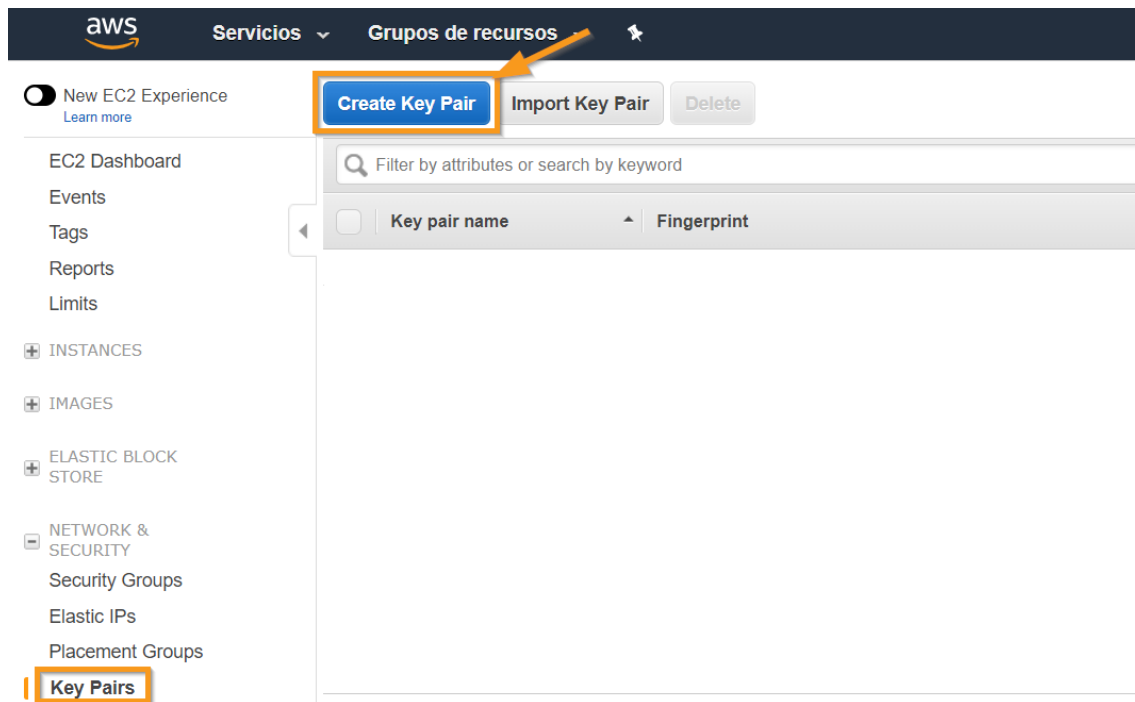 aws Servicios Grupos de recursos
New EC2 Experience
Learn more
Create Key Pair Import Key Pair Delete
Filter by attributes or search by keyword
Key pair name Fingerprint
EC2 Dashboard
Events
Tags
Reports
Limits
INSTANCES
IMAGES
ELASTIC BLOCK
STORE
NETWORK &
SECURITY
Security Groups
Elastic IPs
Placement Groups
Key Pairs